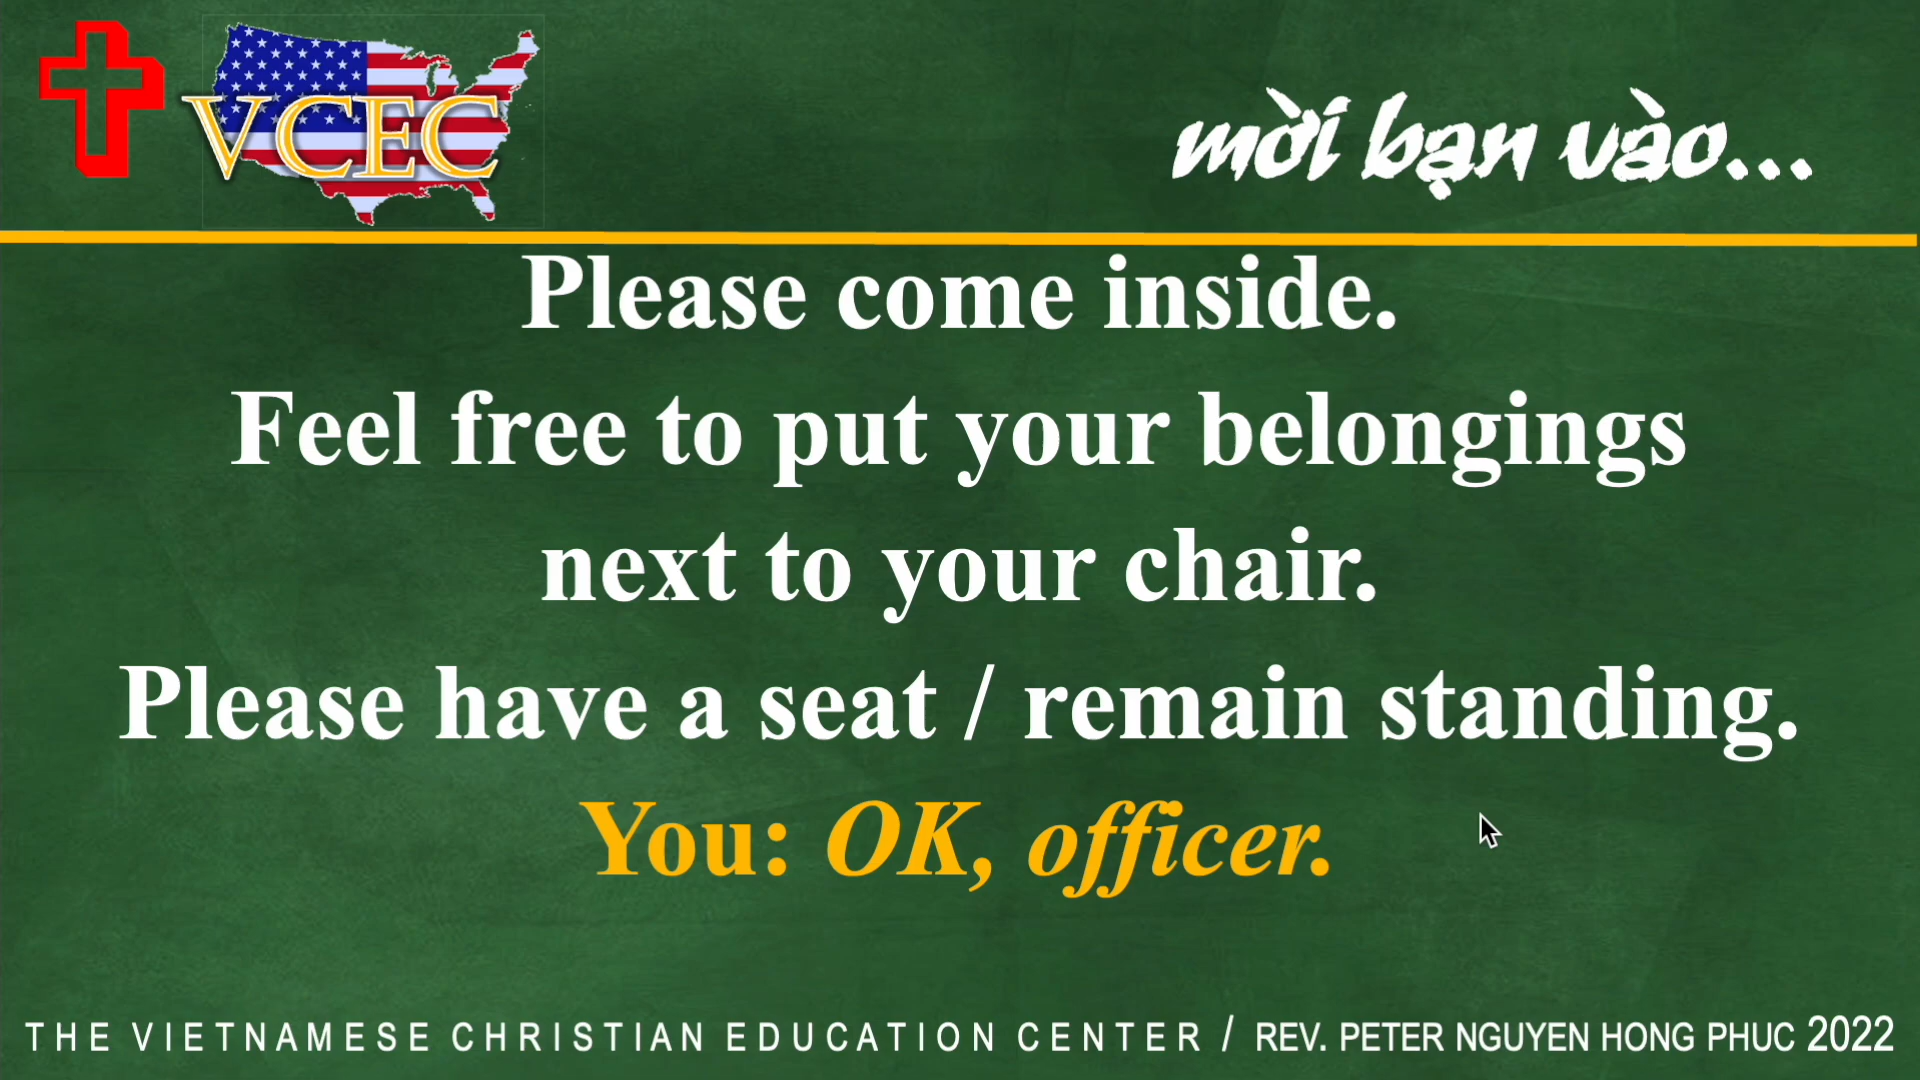 VCEC
mời bạn vào...
Please come inside.
Feel free to put your belongings
next to your chair.
Please have a seat / remain standing.
You: OK, officer.
THE VIETNAMESE CHRISTIAN EDUCATION CENTER / REV. PETER NGUYEN HONG PHUC 2022